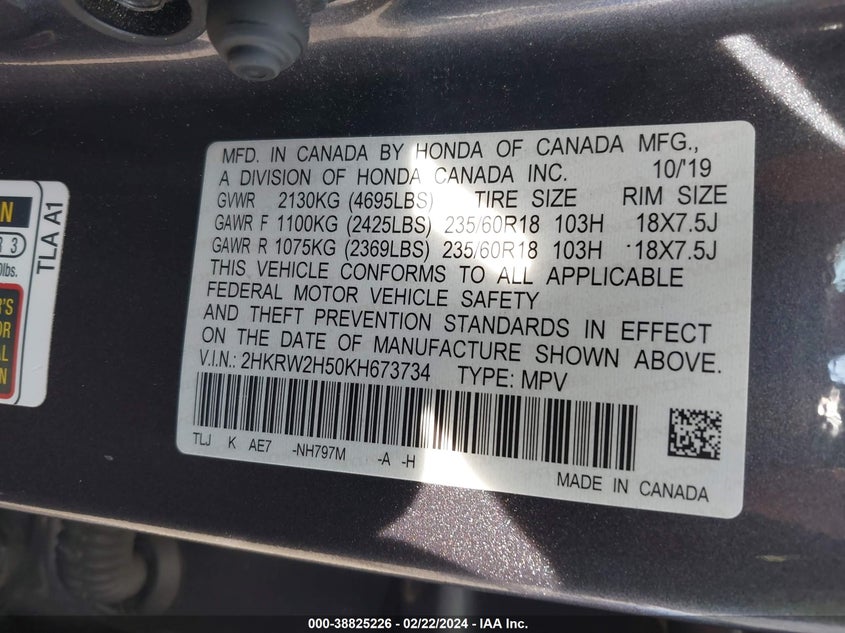 MFD. IN CANADA BY HONDA OF CANADA MFG.,
A DIVISION OF HONDA CANADA INC. 10/'19
GVWR 2130KG (4695LBS) TIRE SIZE RIM SIZE
GAWR F 1100KG (2425LBS) 235/60R18 103H 18X7.5J
GAWR R 1075KG (2369LBS) 235/60R18 103H 18X7.5J
THIS VEHICLE CONFORMS TO ALL APPLICABLE
FEDERAL MOTOR VEHICLE SAFETY
AND THEFT PREVENTION STANDARDS IN EFFECT
ON THE DATE OF MANUFACTURE SHOWN ABOVE.
V.I.N.: 2HKRW2H50KH673734 TYPE: MPV
TLJ K AE7 -NH797M -A -H
MADE IN CANADA
TLA A1
3
lbs.
000-38825226 - 02/22/2024 - IAA Inc.